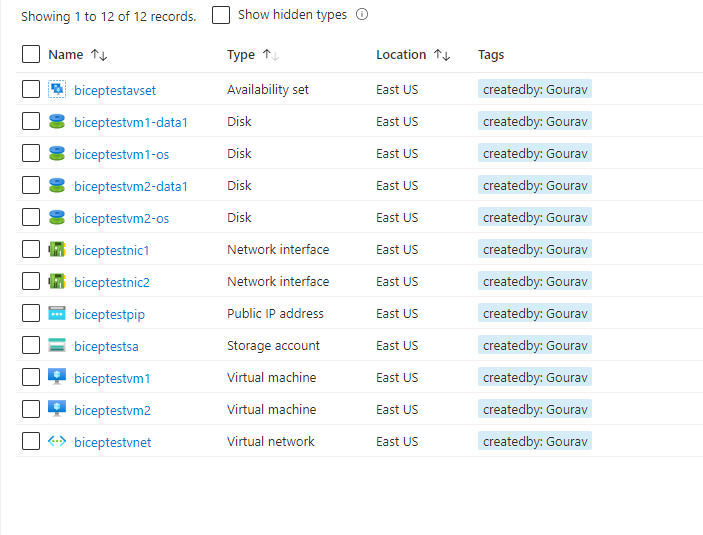 Showing 1 to 12 of 12 records. Show hidden types
Name Type Location Tags
biceptestavset Availability set East US createdby: Gourav
biceptestvm1-data1 Disk East US createdby: Gourav
biceptestvm1-os Disk East US createdby: Gourav
biceptestvm2-data1 Disk East US createdby: Gourav
biceptestvm2-os Disk East US createdby: Gourav
biceptestnic1 Network interface East US createdby: Gourav
biceptestnic2 Network interface East US createdby: Gourav
biceptestpip Public IP address East US createdby: Gourav
biceptestsa Storage account East US createdby: Gourav
biceptestvm1 Virtual machine East US createdby: Gourav
biceptestvm2 Virtual machine East US createdby: Gourav
biceptestvnet Virtual network East US createdby: Gourav